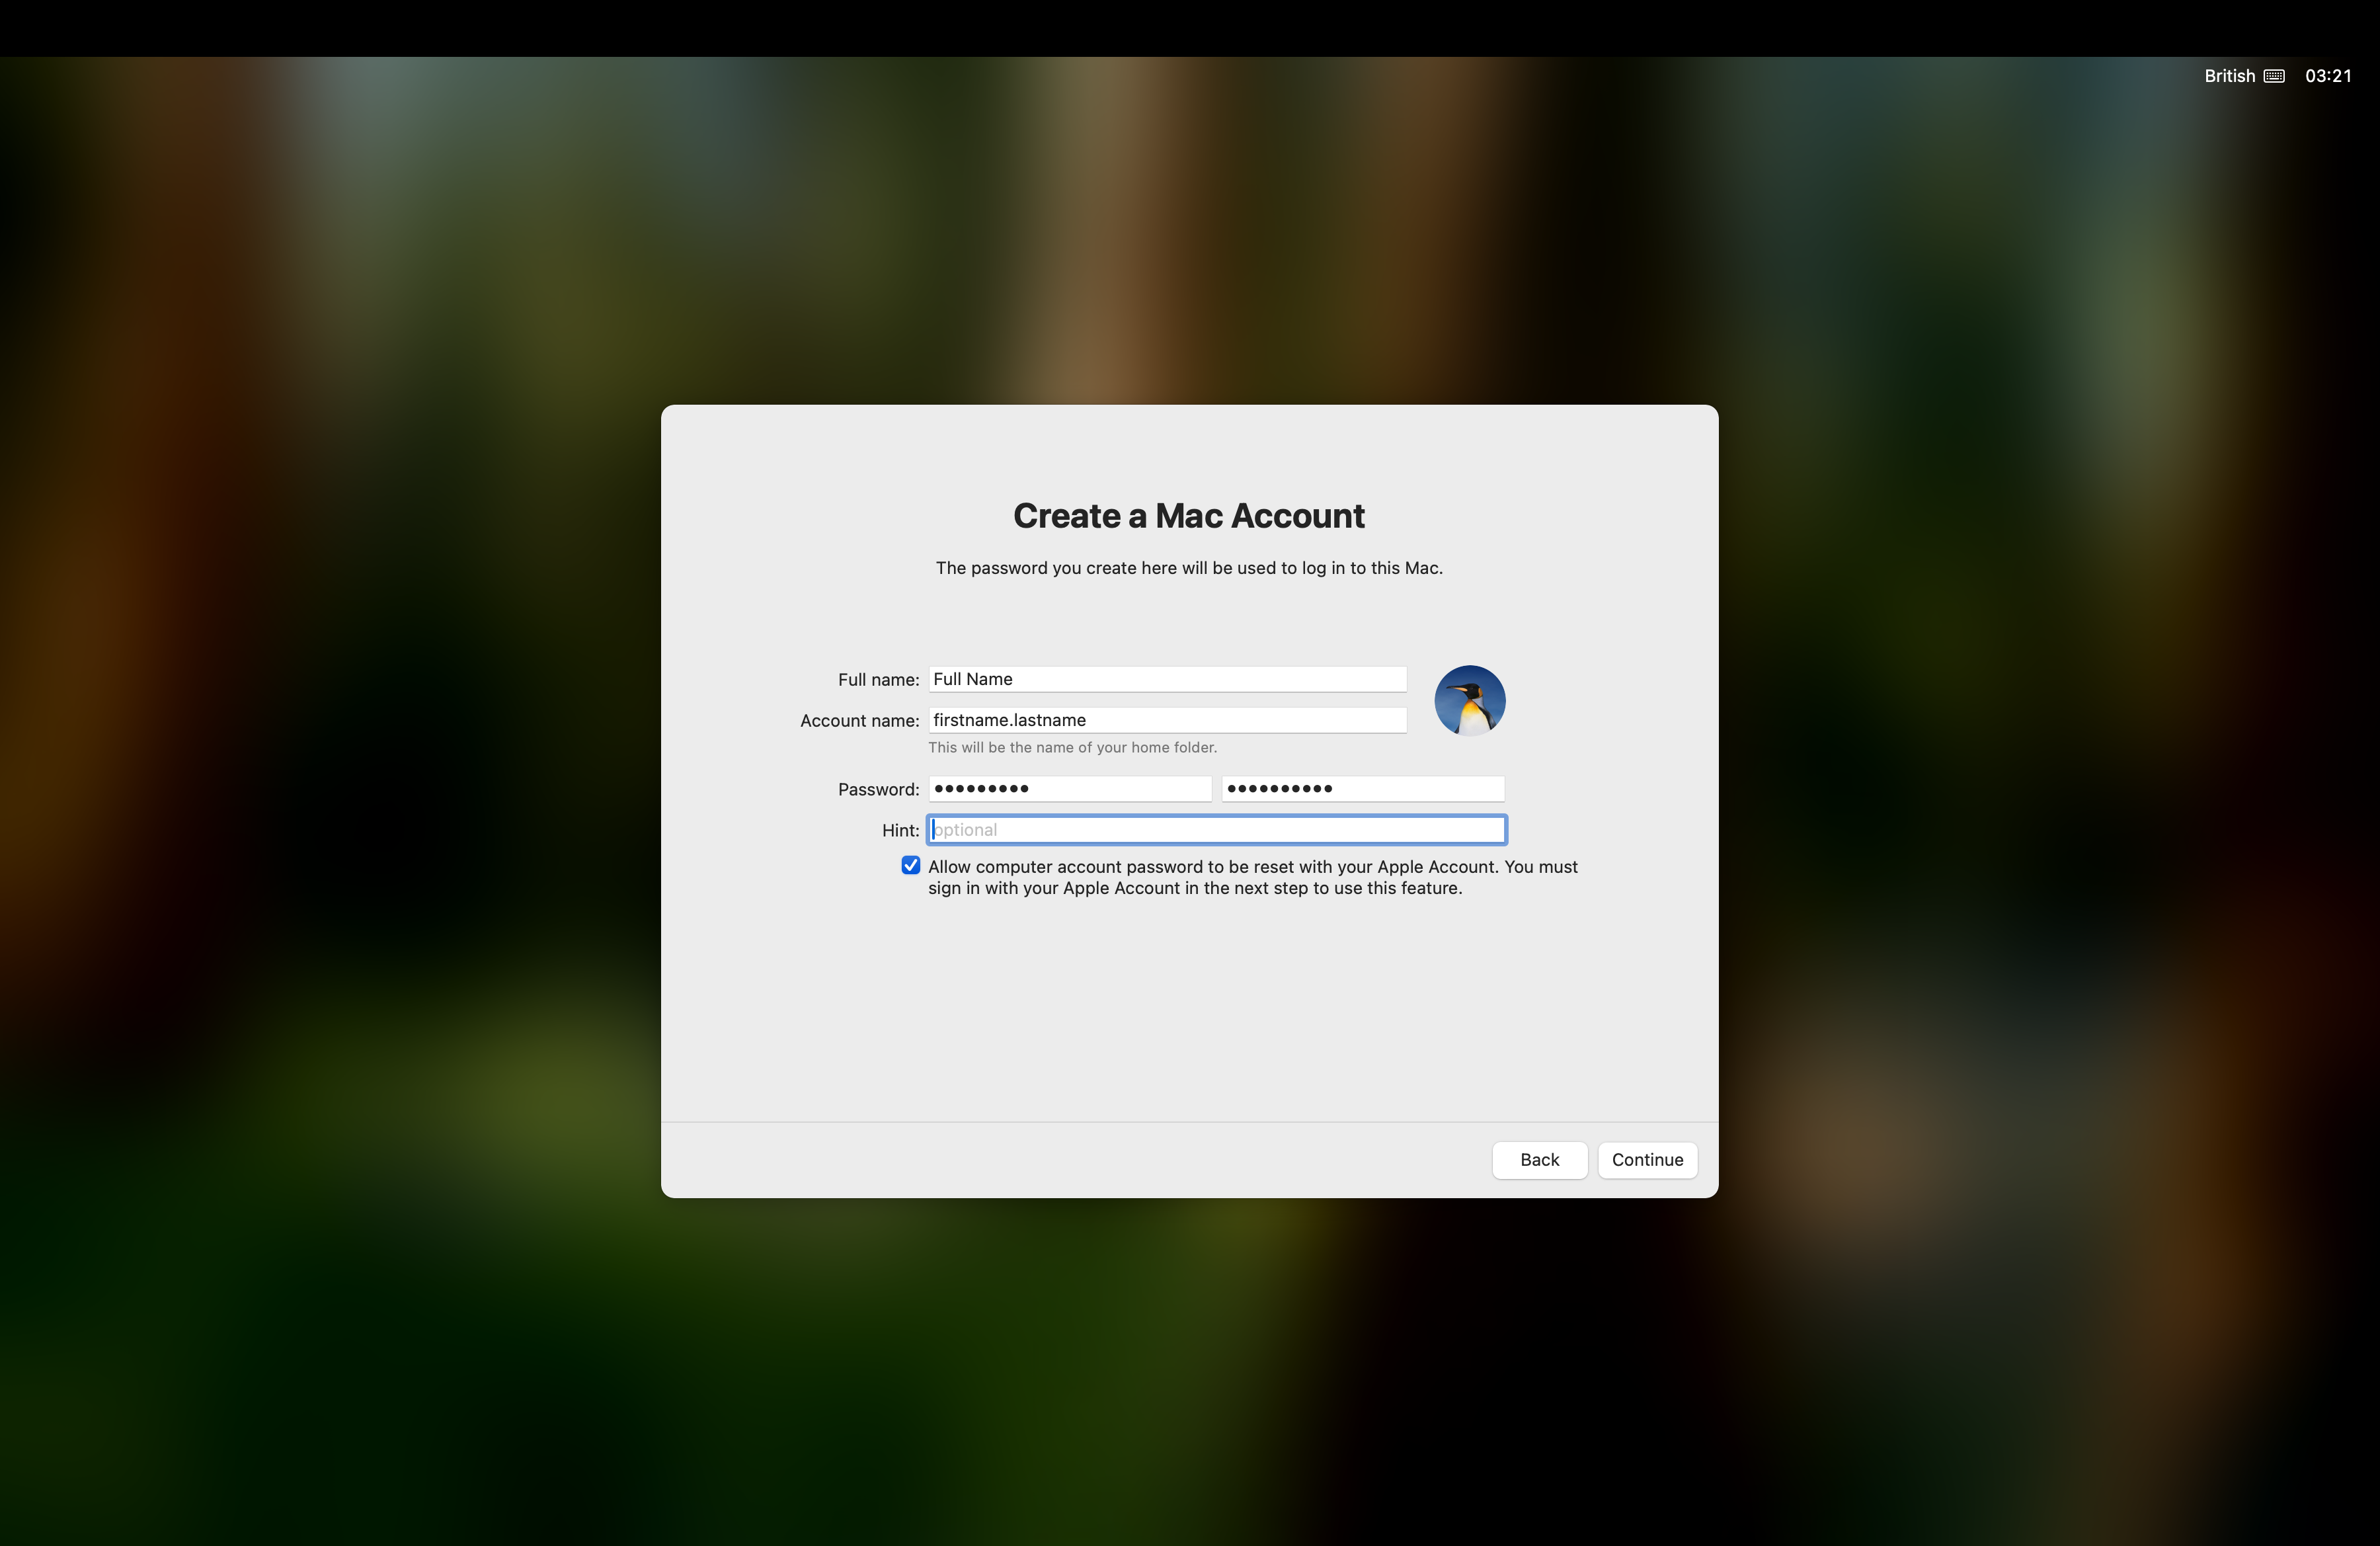 British 03:21
Create a Mac Account
The password you create here will be used to log in to this Mac.
Full name: Full Name
Account name: firstname.lastname
This will be the name of your home folder.
Password: ••••••••• ••••••••••
Hint: optional
Allow computer account password to be reset with your Apple Account. You must
sign in with your Apple Account in the next step to use this feature.
Back Continue